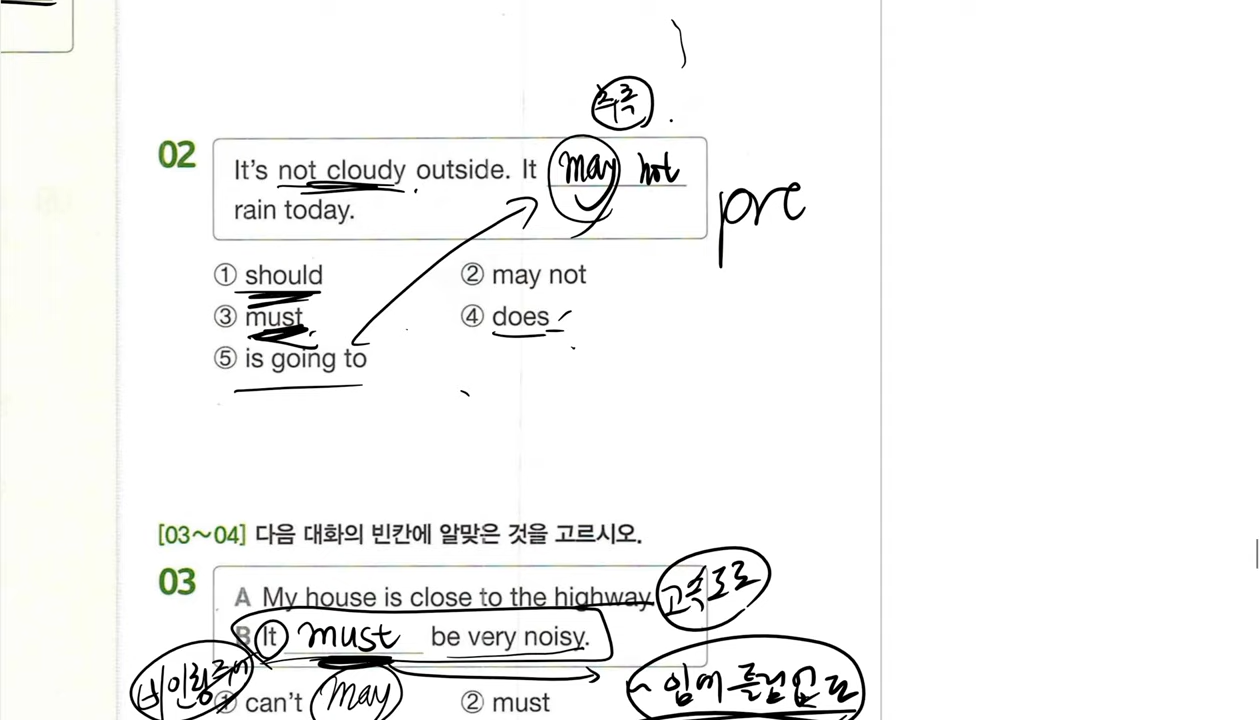 추측
02
It's not cloudy outside. It may not
rain today.
pre
① should ② may not
③ must ④ does
⑤ is going to
[03~04] 다음 대화의 빈칸에 알맞은 것을 고르시오.
03
A My house is close to the highway. 고속도로
B It must be very noisy.
비인칭주어
① can't may ② must
~임에 틀림없다